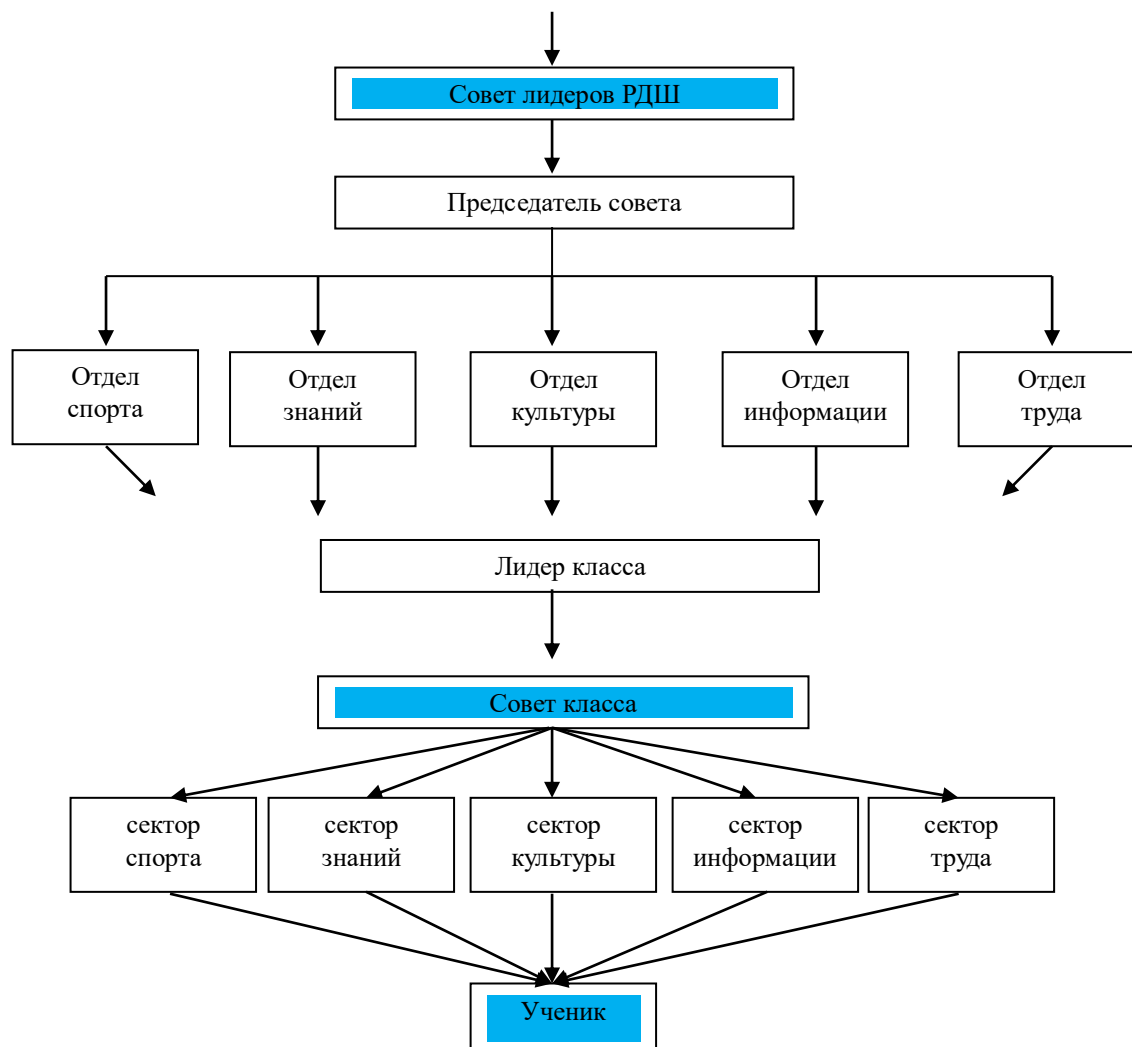 Совет лидеров РДШ
Председатель совета
Отдел
спорта
Отдел
знаний
Отдел
культуры
Отдел
информации
Отдел
труда
Лидер класса
Совет класса
сектор
спорта
сектор
знаний
сектор
культуры
сектор
информации
сектор
труда
Ученик